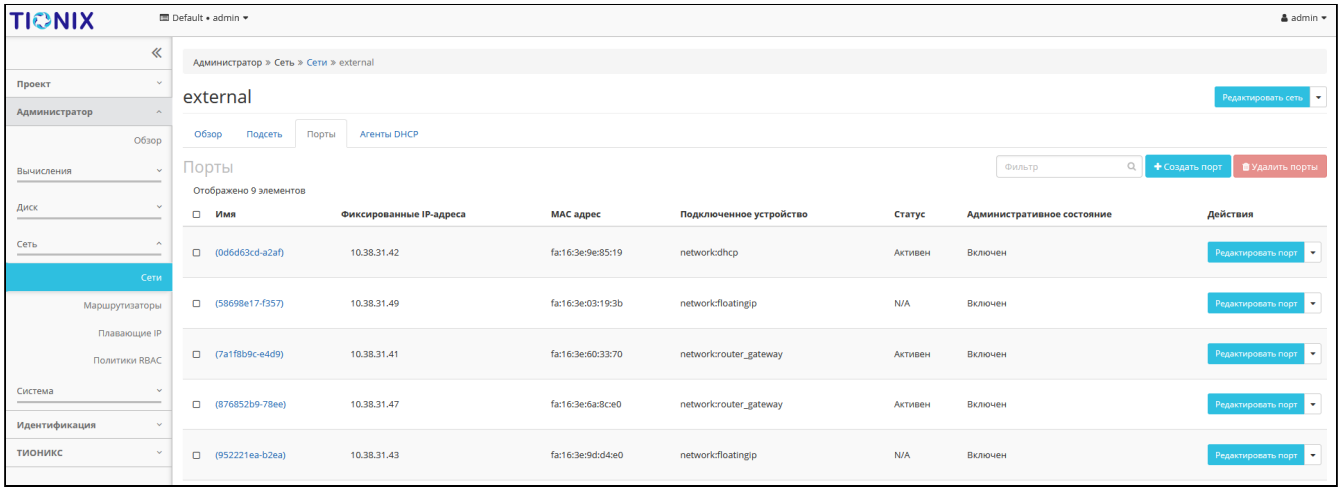 TIONIX
Default • admin
admin
Администратор » Сеть » Сети » external
Проект
Администратор
Обзор
Вычисления
Диск
Сеть
Сети
Маршрутизаторы
Плавающие IP
Политики RBAC
Система
Идентификация
ТИОНИКС
external
Редактировать сеть
Обзор Подсеть Порты Агенты DHCP
Порты
Фильтр
Создать порт
Удалить порты
Отображено 9 элементов
Имя Фиксированные IP-адреса MAC адрес Подключенное устройство Статус Административное состояние Действия
(0d6d63cd-a2af) 10.38.31.42 fa:16:3e:9e:85:19 network:dhcp Активен Включен Редактировать порт
(58698e17-f357) 10.38.31.49 fa:16:3e:03:19:3b network:floatingip N/A Включен Редактировать порт
(7a1f8b9c-e4d9) 10.38.31.41 fa:16:3e:60:33:70 network:router_gateway Активен Включен Редактировать порт
(876852b9-78ee) 10.38.31.47 fa:16:3e:6a:8c:e0 network:router_gateway Активен Включен Редактировать порт
(952221ea-b2ea) 10.38.31.43 fa:16:3e:9d:d4:e0 network:floatingip N/A Включен Редактировать порт